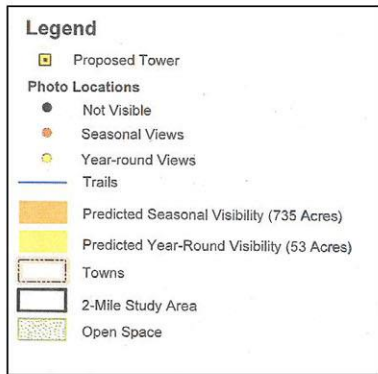 Legend
Proposed Tower
Photo Locations
Not Visible
Seasonal Views
Year-round Views
Trails
Predicted Seasonal Visibility (735 Acres)
Predicted Year-Round Visibility (53 Acres)
Towns
2-Mile Study Area
Open Space